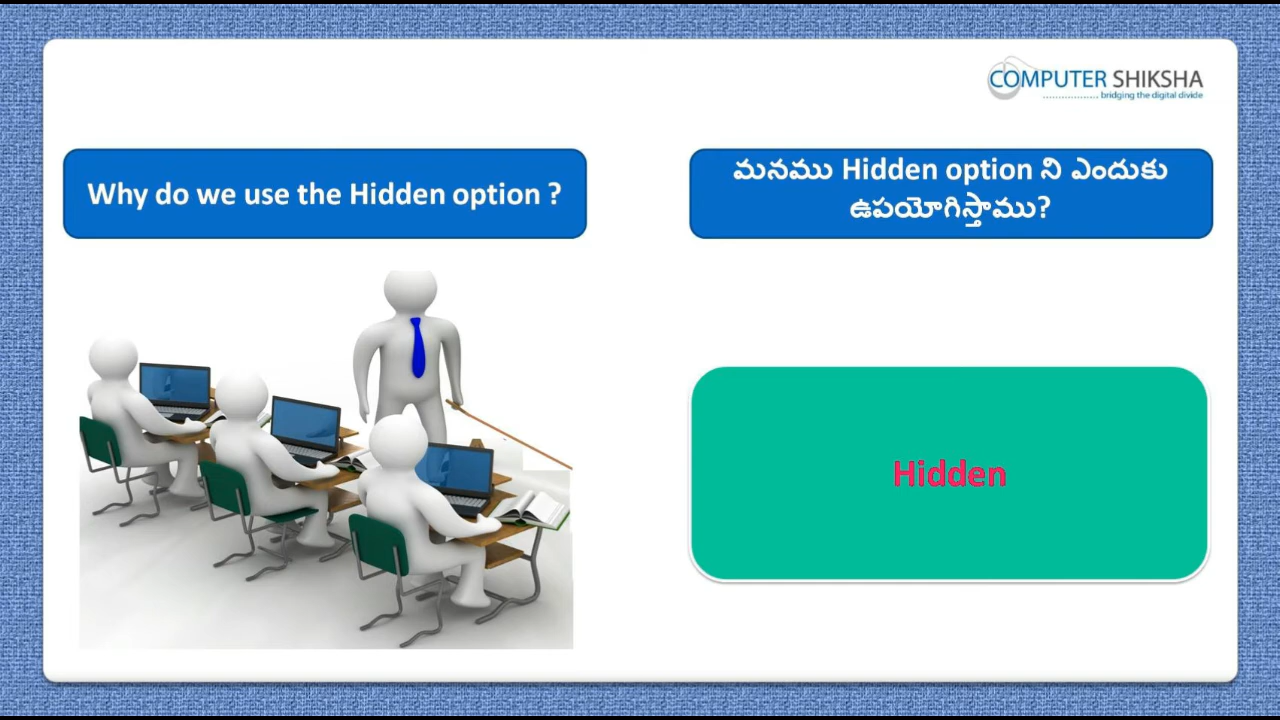 COMPUTER SHIKSHA
bridging the digital divide
Why do we use the Hidden option ?
మనము Hidden option ని ఎందుకు
ఉపయోగిస్తాము?
Hidden